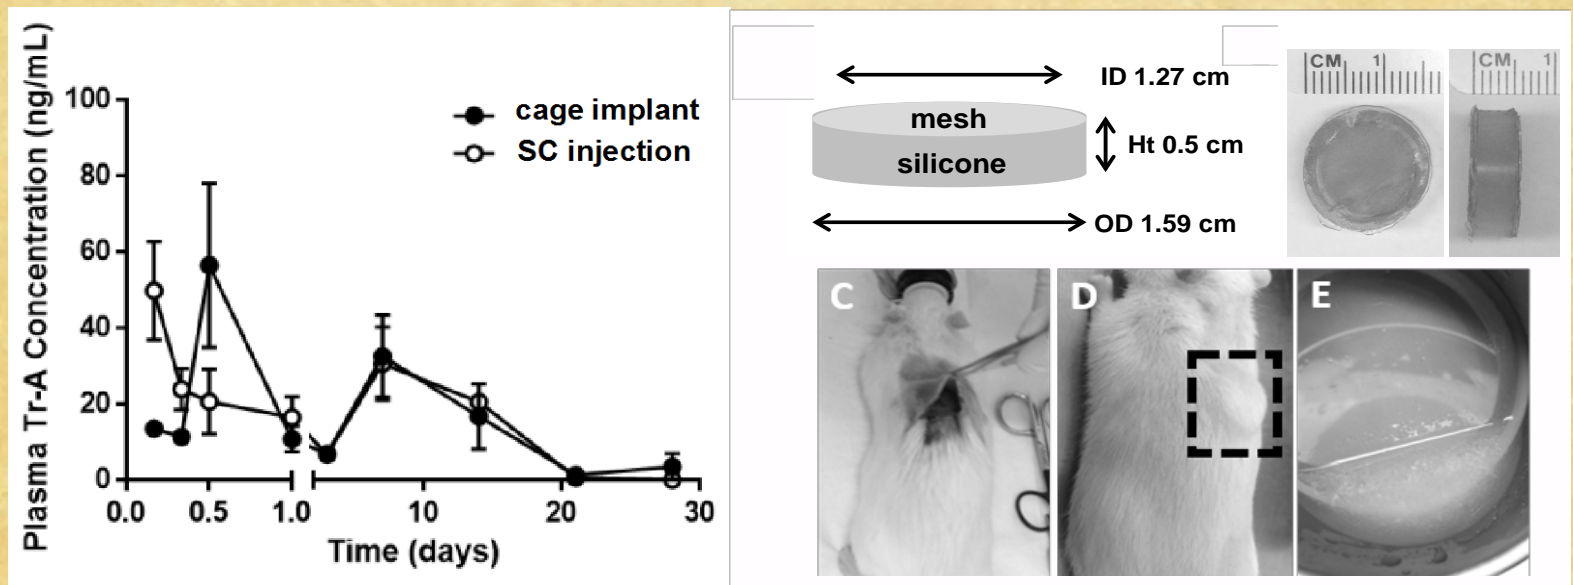 Plasma Tr-A Concentration (ng/mL)
100
80
60
40
20
0
cage implant
SC injection
0.0 0.5 1.0 10 20 30
Time (days)
ID 1.27 cm
mesh
silicone
Ht 0.5 cm
OD 1.59 cm
CM 1
CM 1
C
D
E